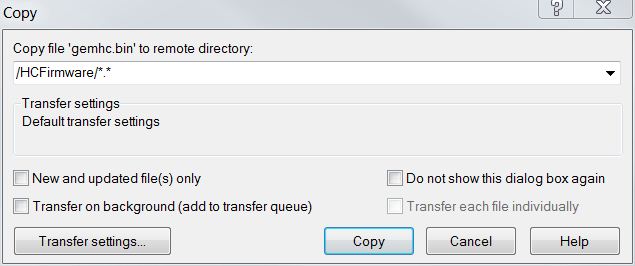 Copy
Copy file 'gemhc.bin' to remote directory:
/HCFirmware/*.*
Transfer settings
Default transfer settings
New and updated file(s) only
Do not show this dialog box again
Transfer on background (add to transfer queue)
Transfer each file individually
Transfer settings...
Copy
Cancel
Help